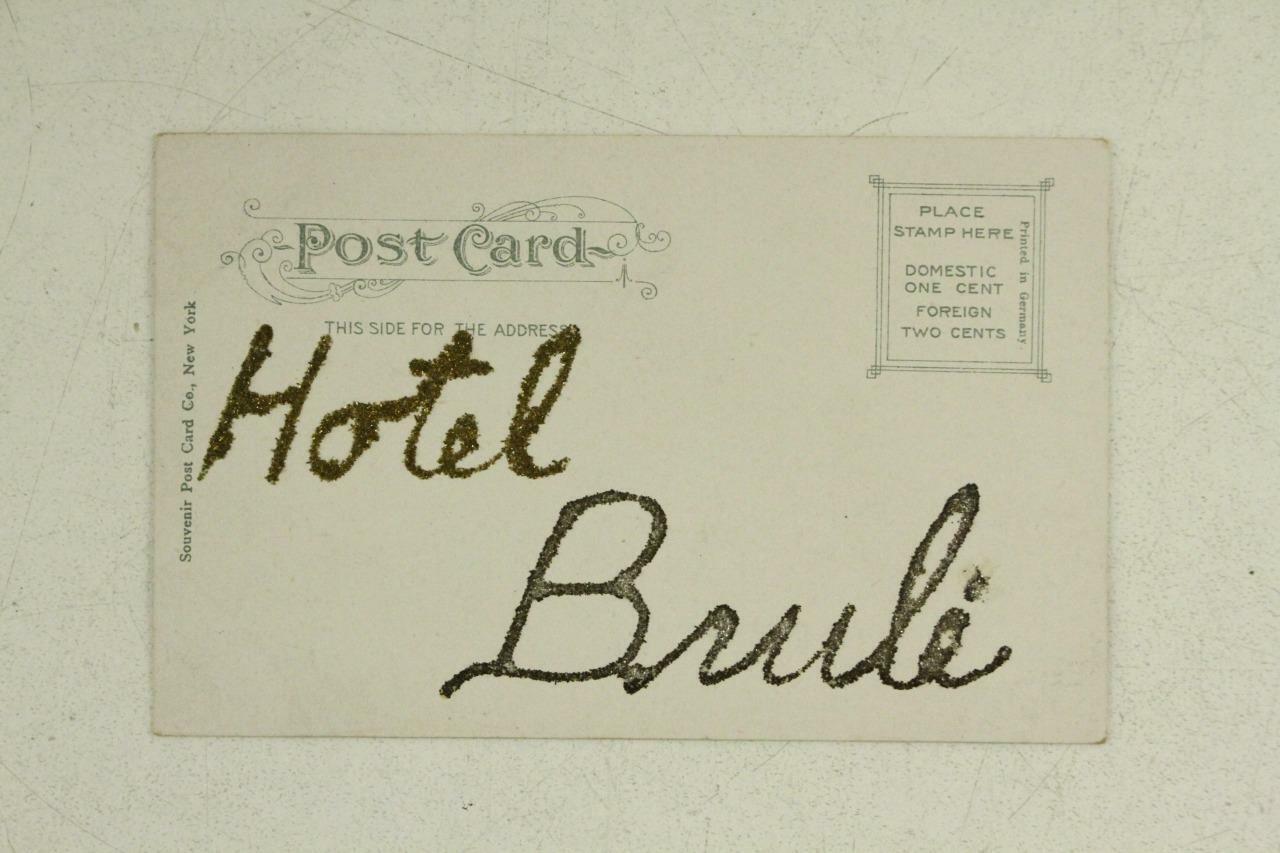 Post Card
THIS SIDE FOR THE ADDRESS
PLACE
STAMP HERE
DOMESTIC
ONE CENT
FOREIGN
TWO CENTS
Printed in Germany.
Souvenir Post Card Co., New York
Hotel
Brulé